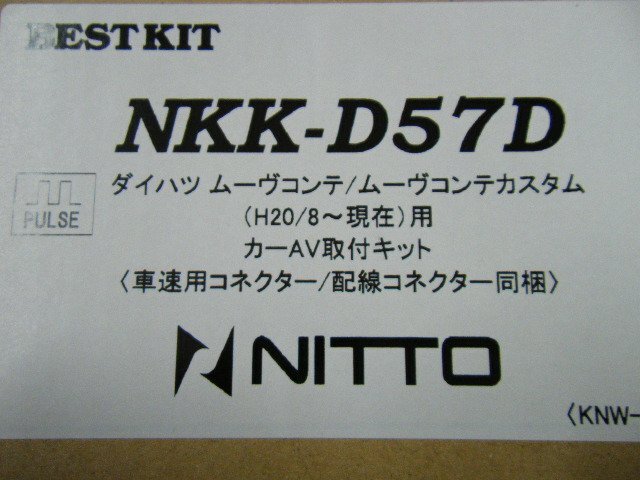 BESTKIT
NKK-D57D
ダイハツ ムーヴコンテ/ムーヴコンテカスタム
(H20/8～現在)用
PULSE
カーAV取付キット
〈車速用コネクター/配線コネクター同梱〉
NITTO
〈KNW-